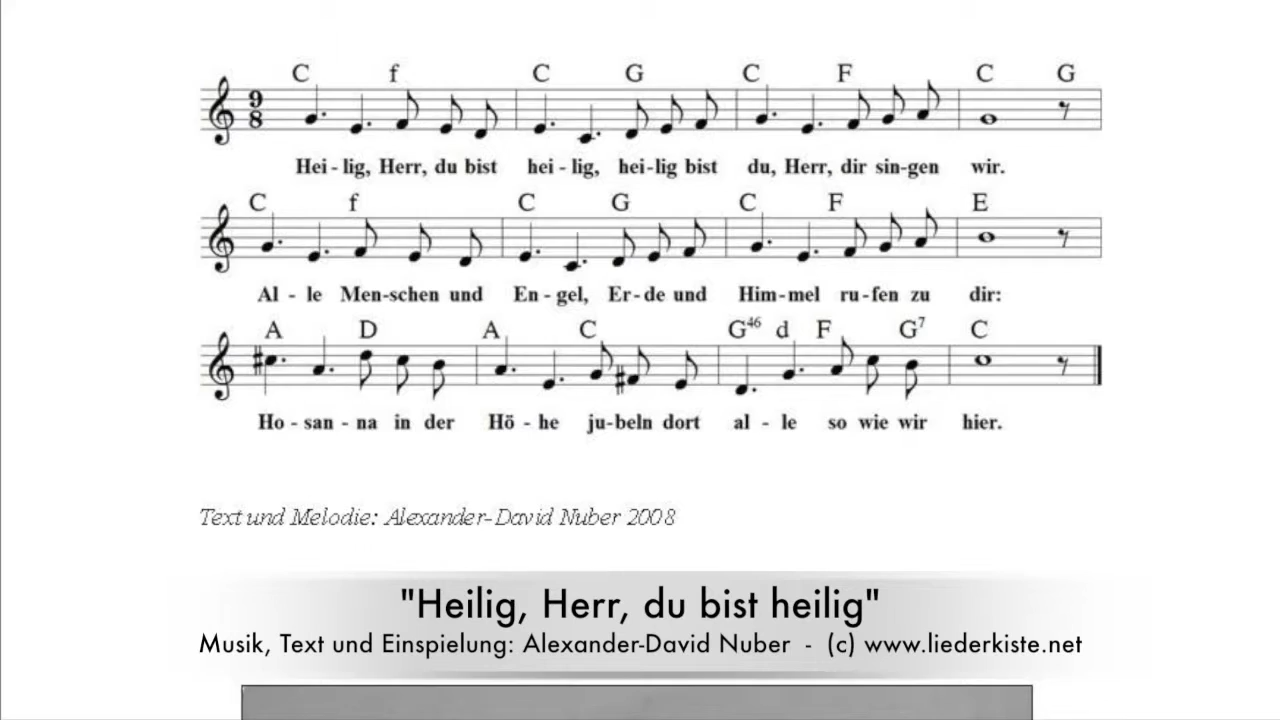 C f C G C F C G
9 8
Hei - lig, Herr, du bist hei - lig, hei-lig bist du, Herr, dir sin-gen wir.
C f C G C F E
Al - le Men-schen und En - gel, Er-de und Him-mel ru-fen zu dir:
A D A C G46 d F G7 C
Ho - san - na in der Hö - he ju-beln dort al - le so wie wir hier.
Text und Melodie: Alexander-David Nuber 2008
"Heilig, Herr, du bist heilig"
Musik, Text und Einspielung: Alexander-David Nuber - (c) www.liederkiste.net